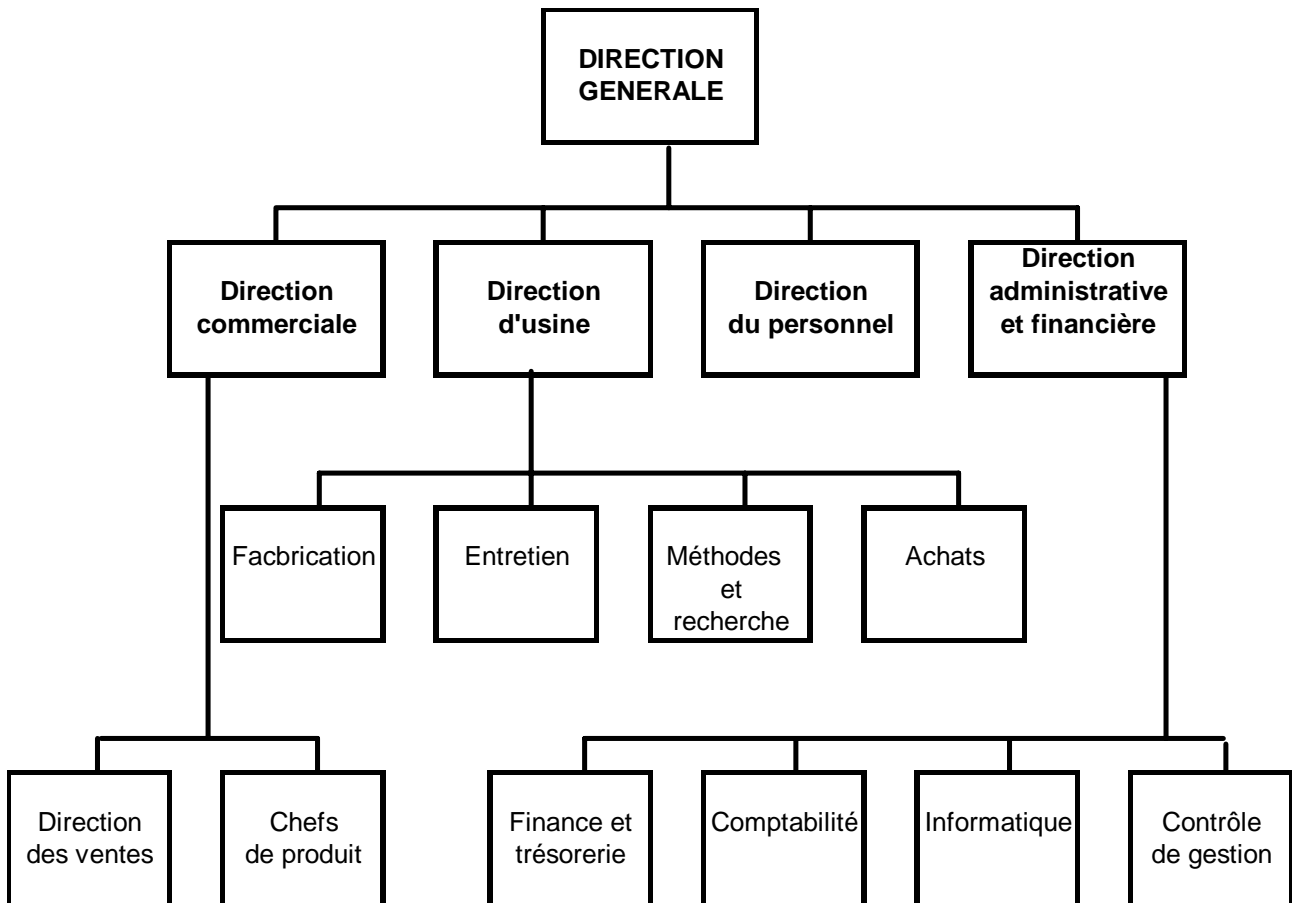 DIRECTION
GENERALE
Direction
commerciale
Direction
d'usine
Direction
du personnel
Direction
administrative
et financière
Facbrication
Entretien
Méthodes
et
recherche
Achats
Direction
des ventes
Chefs
de produit
Finance et
trésorerie
Comptabilité
Informatique
Contrôle
de gestion